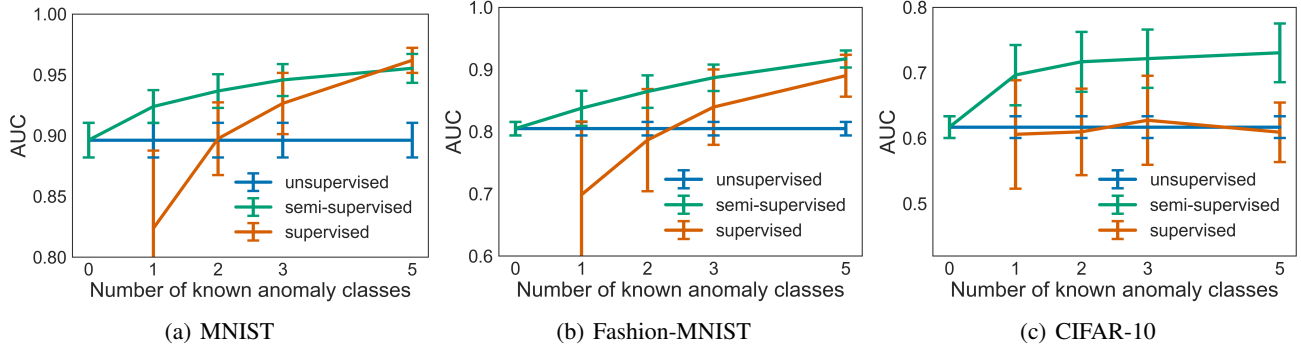 1.00
0.95
0.90
0.85
0.80
AUC
unsupervised
semi-supervised
supervised
0 1 2 3 5
Number of known anomaly classes
(a) MNIST
0.9
0.8
0.7
0.6
AUC
unsupervised
semi-supervised
supervised
0 1 2 3 5
Number of known anomaly classes
(b) Fashion-MNIST
0.8
0.7
0.6
0.5
AUC
unsupervised
semi-supervised
supervised
0 1 2 3 5
Number of known anomaly classes
(c) CIFAR-10